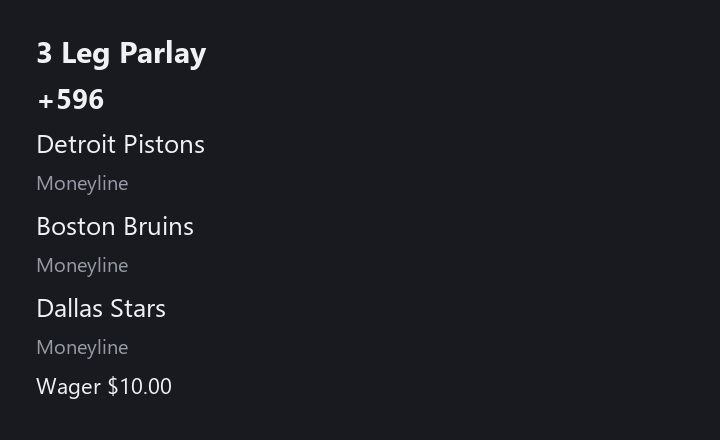 3 Leg Parlay
+596
Detroit Pistons
Moneyline
Boston Bruins
Moneyline
Dallas Stars
Moneyline
Wager $10.00